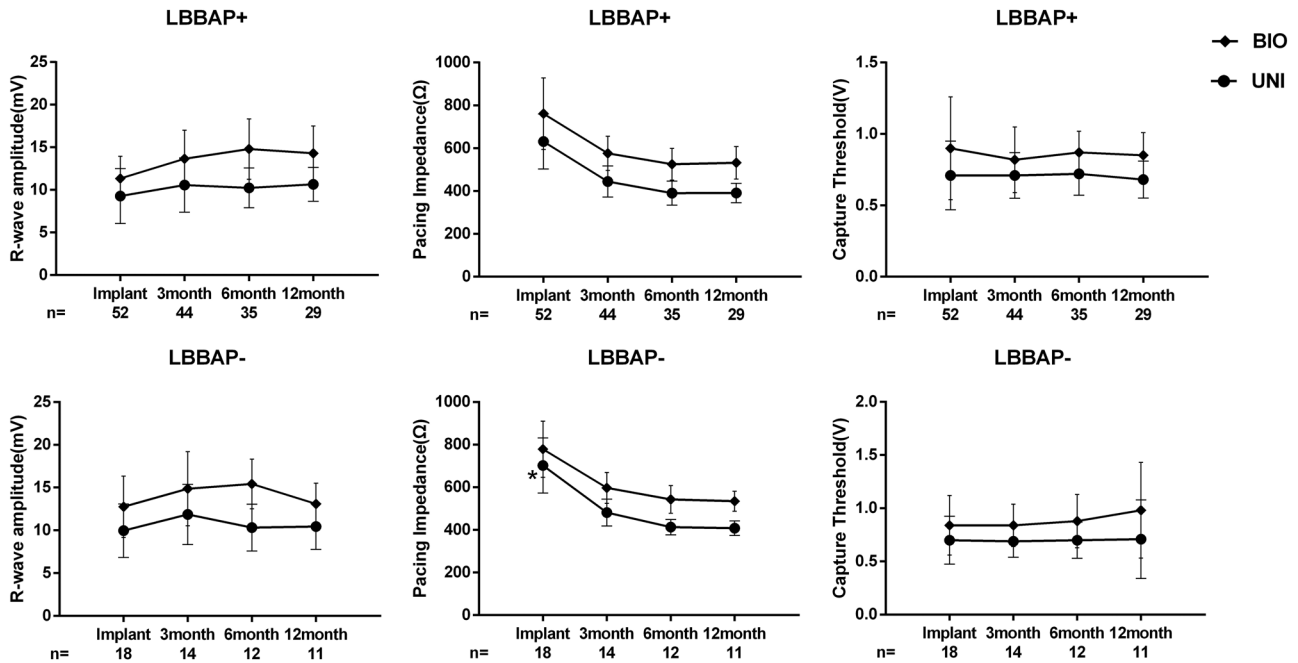 LBBAP+
R-wave amplitude(mV)
25
20
15
10
5
0
Implant 3month 6month 12month
n= 52 44 35 29
LBBAP+
Pacing Impedance(Ω)
1000
800
600
400
200
0
Implant 3month 6month 12month
n= 52 44 35 29
LBBAP+
Capture Threshold(V)
1.5
1.0
0.5
0.0
Implant 3month 6month 12month
n= 52 44 35 29
BIO
UNI
LBBAP-
R-wave amplitude(mV)
25
20
15
10
5
0
Implant 3month 6month 12month
n= 18 14 12 11
LBBAP-
Pacing Impedance(Ω)
1000
800
600
400
200
0
*
Implant 3month 6month 12month
n= 18 14 12 11
LBBAP-
Capture Threshold(V)
2.0
1.5
1.0
0.5
0.0
Implant 3month 6month 12month
n= 18 14 12 11